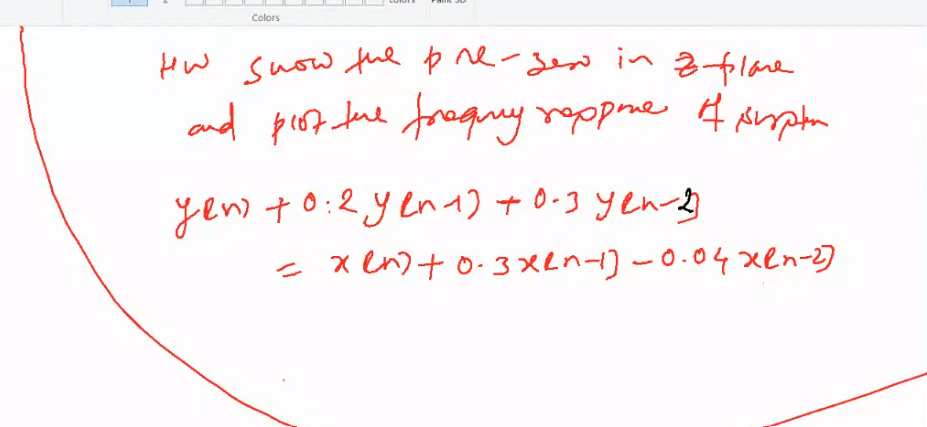 Colors
HW show the pole-zero in z-plane
and plot the frequency response of system
y(n) + 0.2 y(n-1) + 0.3 y(n-2)
= x(n) + 0.3x(n-1) - 0.04 x(n-2)